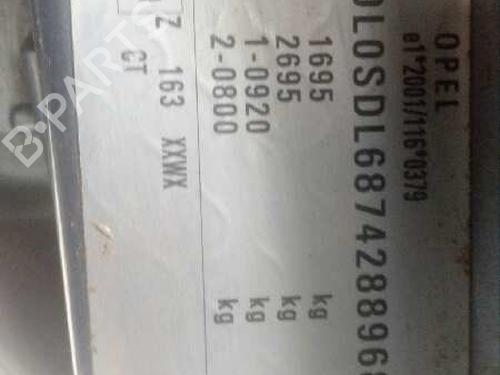 OPEL
e1*2001/116*0379
0L0SDL6874288968
1695 kg
2695 kg
1-0920 kg
2-0800 kg
Z 163 XXWX
CT
B-PARTS